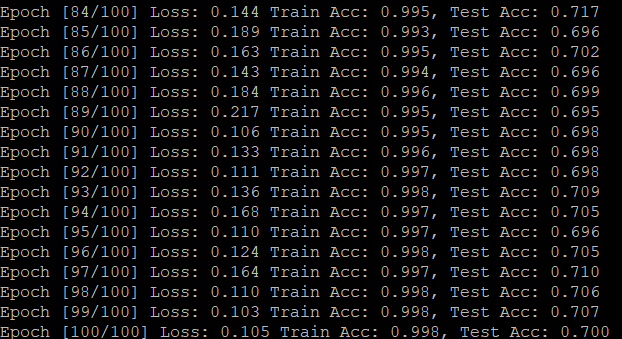 Epoch [84/100] Loss: 0.144 Train Acc: 0.995, Test Acc: 0.717
Epoch [85/100] Loss: 0.189 Train Acc: 0.993, Test Acc: 0.696
Epoch [86/100] Loss: 0.163 Train Acc: 0.995, Test Acc: 0.702
Epoch [87/100] Loss: 0.143 Train Acc: 0.994, Test Acc: 0.696
Epoch [88/100] Loss: 0.184 Train Acc: 0.996, Test Acc: 0.699
Epoch [89/100] Loss: 0.217 Train Acc: 0.995, Test Acc: 0.695
Epoch [90/100] Loss: 0.106 Train Acc: 0.995, Test Acc: 0.698
Epoch [91/100] Loss: 0.133 Train Acc: 0.996, Test Acc: 0.698
Epoch [92/100] Loss: 0.111 Train Acc: 0.997, Test Acc: 0.698
Epoch [93/100] Loss: 0.136 Train Acc: 0.998, Test Acc: 0.709
Epoch [94/100] Loss: 0.168 Train Acc: 0.997, Test Acc: 0.705
Epoch [95/100] Loss: 0.110 Train Acc: 0.997, Test Acc: 0.696
Epoch [96/100] Loss: 0.124 Train Acc: 0.998, Test Acc: 0.705
Epoch [97/100] Loss: 0.164 Train Acc: 0.997, Test Acc: 0.710
Epoch [98/100] Loss: 0.110 Train Acc: 0.998, Test Acc: 0.706
Epoch [99/100] Loss: 0.103 Train Acc: 0.998, Test Acc: 0.707
Epoch [100/100] Loss: 0.105 Train Acc: 0.998, Test Acc: 0.700